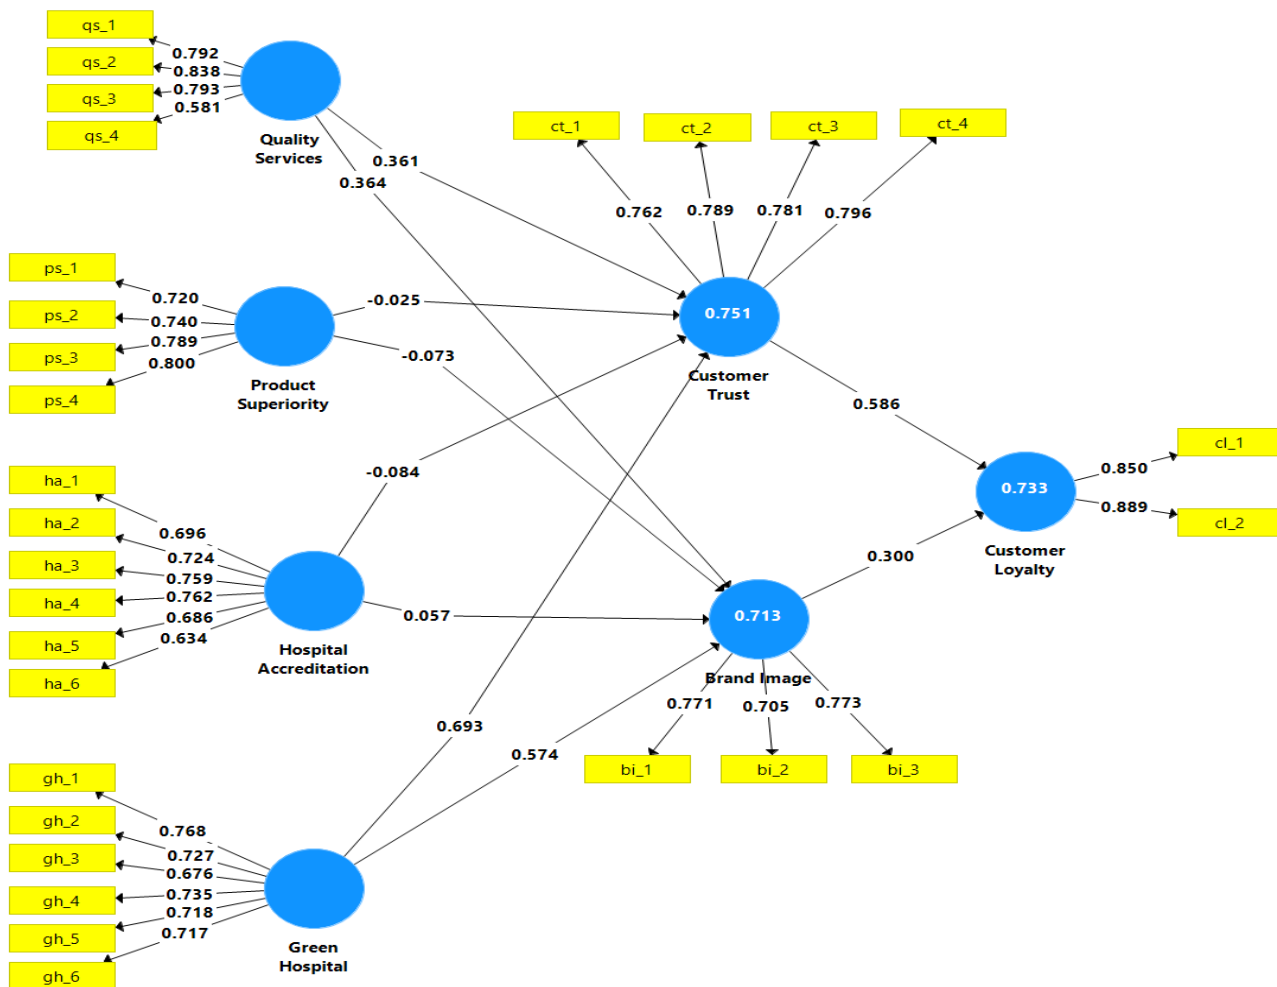 qs_1
qs_2
qs_3
qs_4
0.792
0.838
0.793
0.581
Quality
Services
0.361
0.364
ct_1
ct_2
ct_3
ct_4
0.762
0.789
0.781
0.796
ps_1
ps_2
ps_3
ps_4
0.720
0.740
0.789
0.800
Product
Superiority
-0.025
-0.073
0.751
Customer
Trust
0.586
ha_1
ha_2
ha_3
ha_4
ha_5
ha_6
0.696
0.724
0.759
0.762
0.686
0.634
Hospital
Accreditation
-0.084
0.057
0.733
Customer
Loyalty
0.850
0.889
cl_1
cl_2
0.300
0.713
Brand Image
0.771
0.705
0.773
bi_1
bi_2
bi_3
0.693
0.574
gh_1
gh_2
gh_3
gh_4
gh_5
gh_6
0.768
0.727
0.676
0.735
0.718
0.717
Green
Hospital